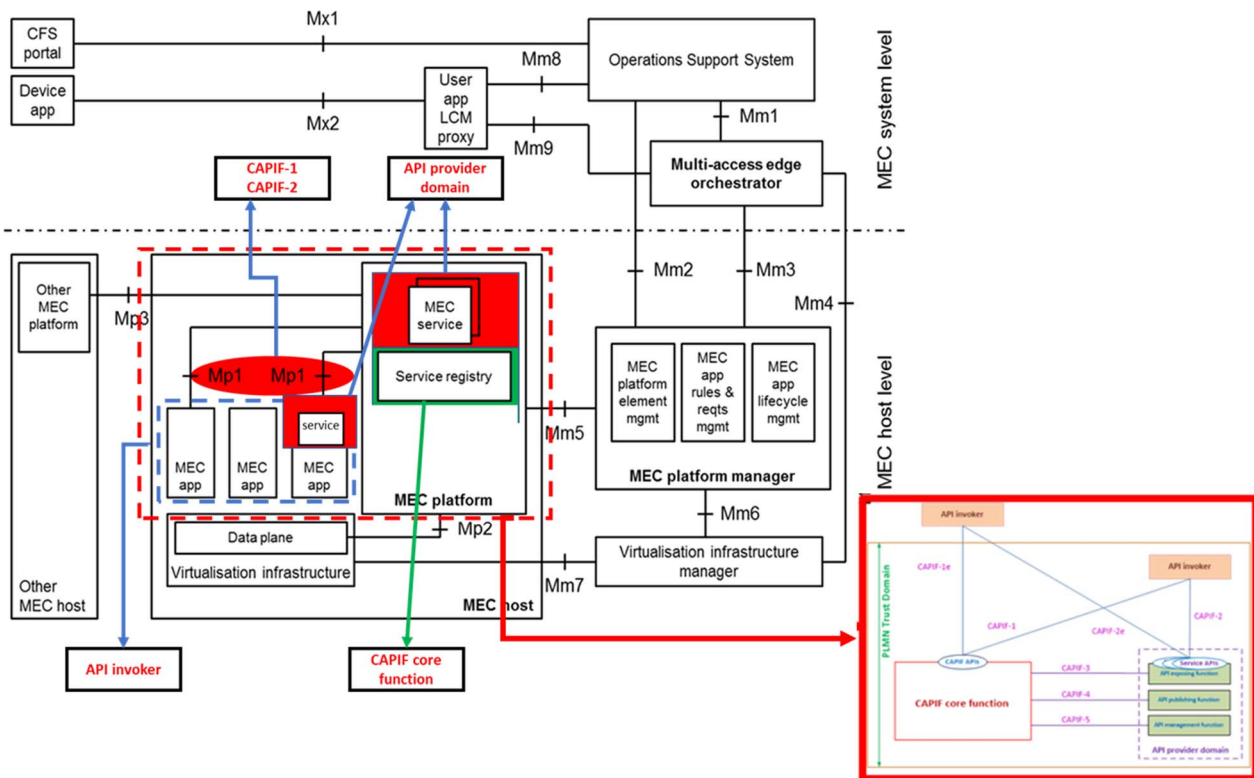 CFS
portal
Mx1
Operations Support System
Device
app
Mx2
User
app
LCM
proxy
Mm8
Mm9
Mm1
Multi-access edge
orchestrator
MEC system level
CAPIF-1
CAPIF-2
API provider
domain
Mm2
Mm3
Mm4
MEC host level
Other
MEC
platform
Mp3
MEC
service
Service registry
Mp1
Mp1
service
MEC
app
MEC
app
MEC
app
MEC platform
Mm5
MEC
platform
element
mgmt
MEC
app
rules &
reqts
mgmt
MEC
app
lifecycle
mgmt
MEC platform manager
Mp2
Mm6
Data plane
Virtualisation infrastructure
Mm7
Virtualisation infrastructure
manager
Other
MEC host
MEC host
API invoker
CAPIF core
function
API invoker
API invoker
PLMN Trust Domain
CAPIF-1e
CAPIF-1
CAPIF-2e
CAPIF-2
CAPIF APIs
Service APIs
CAPIF core function
CAPIF-3
API exposing function
CAPIF-4
API publishing function
CAPIF-5
API management function
API provider domain